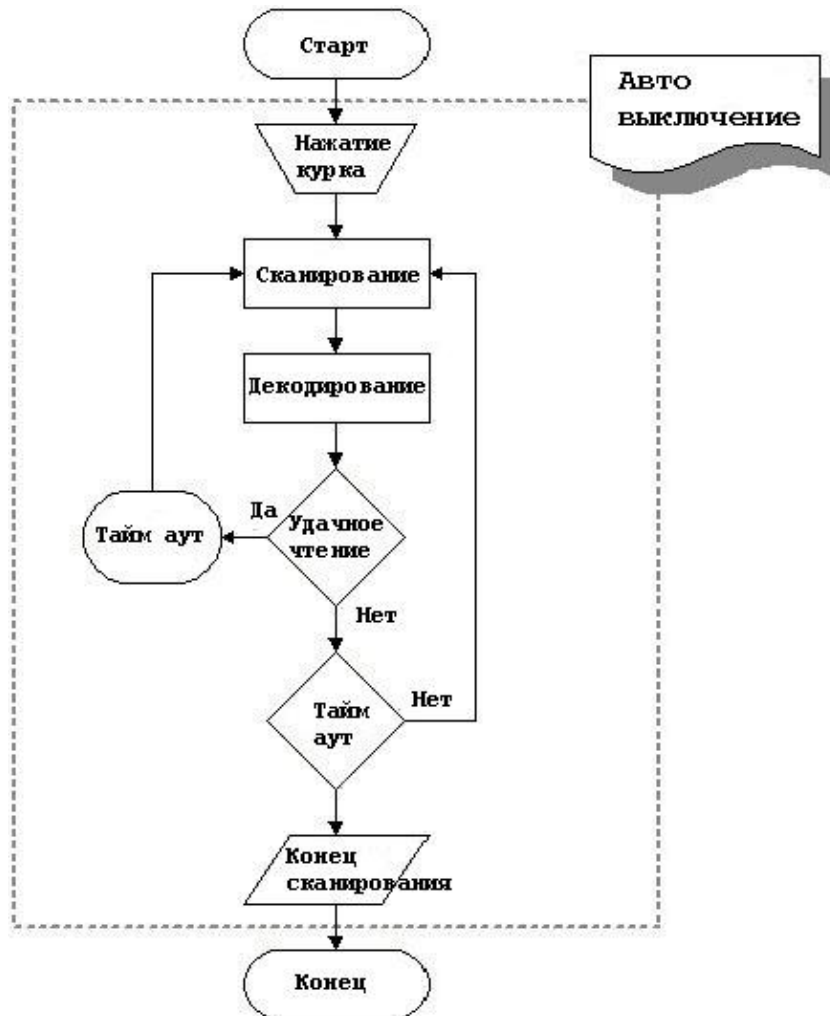 Старт
Авто
выключение
Нажатие
курка
Сканирование
Декодирование
Да
Удачное
чтение
Тайм аут
Нет
Тайм
аут
Нет
Конец
сканирования
Конец